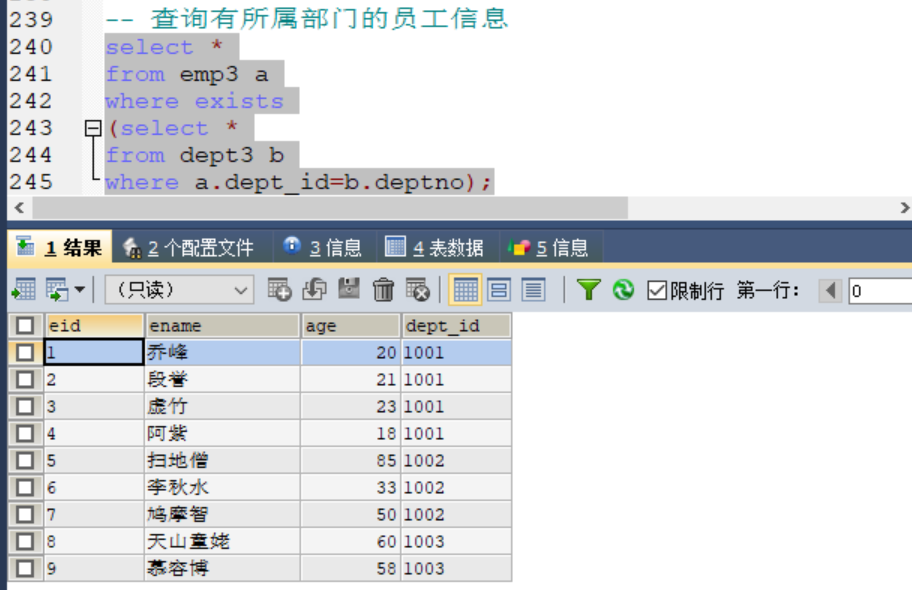 239 -- 查询有所属部门的员工信息
240 select *
241 from emp3 a
242 where exists
243 (select *
244 from dept3 b
245 where a.dept_id=b.deptno);
1 结果 2 个配置文件 3 信息 4 表数据 5 信息
(只读) 限制行 第一行: 0
eid ename age dept_id
1 乔峰 20 1001
2 段誉 21 1001
3 虚竹 23 1001
4 阿紫 18 1001
5 扫地僧 85 1002
6 李秋水 33 1002
7 鸠摩智 50 1002
8 天山童姥 60 1003
9 慕容博 58 1003